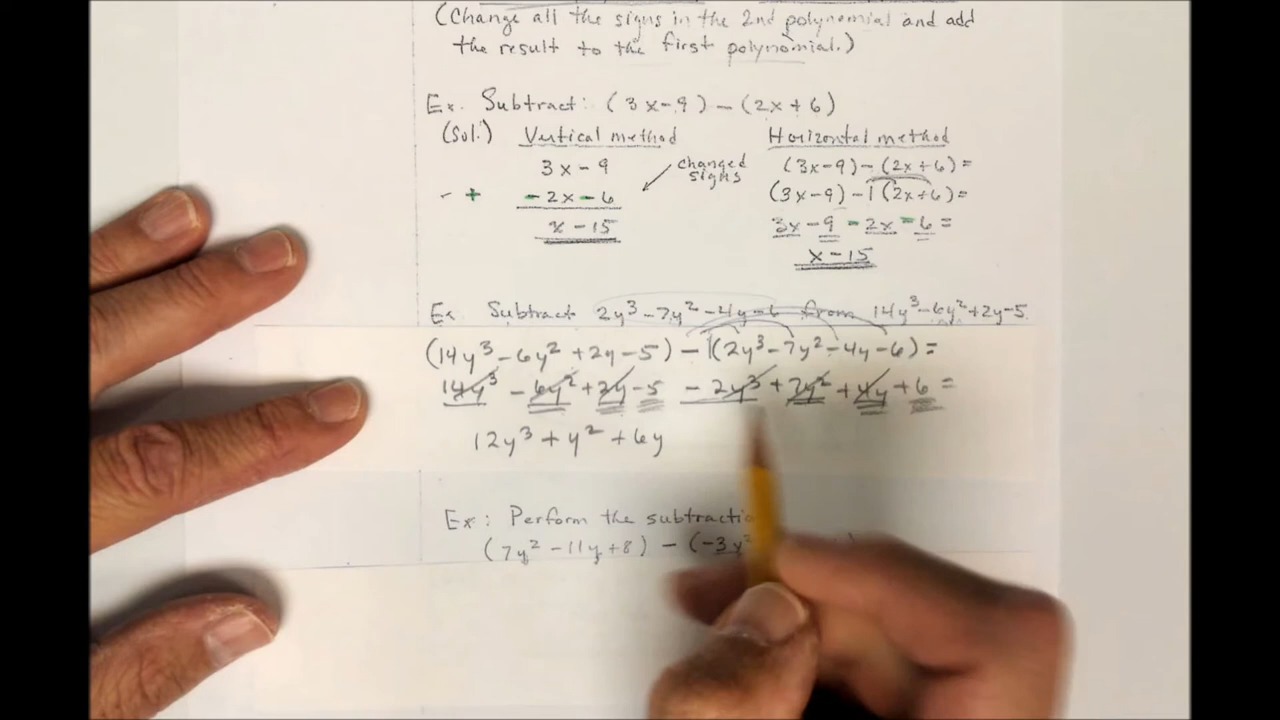 (Change all the signs in the 2nd polynomial and add
the result to the first polynomial.)
Ex. Subtract: (3x-9) - (2x+6)
(Sol.) Vertical method Horizontal method
3x - 9
- + - 2x - 6
x - 15
changed
signs
(3x-9) - (2x+6) =
(3x-9) - 1(2x+6) =
3x - 9 - 2x - 6 =
x - 15
Ex. Subtract 2y³ - 7y² - 4y - 6 from 14y³ - 6y² + 2y - 5.
(14y³ - 6y² + 2y - 5) - 1(2y³ - 7y² - 4y - 6) =
14y³ - 6y² + 2y - 5 - 2y³ + 7y² + 4y + 6 =
12y³ + y² + 6y
Ex: Perform the
(7y² - 11y + 8) - (-3y²